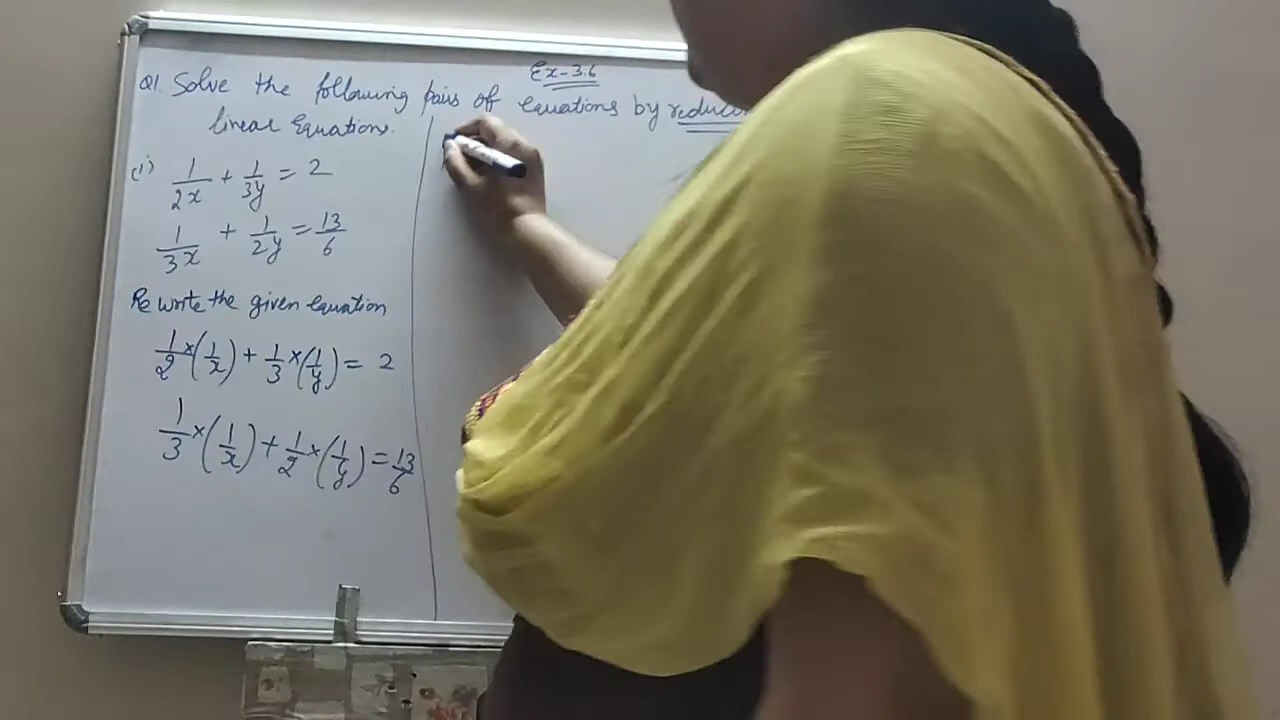 Ex-3.6
Q1. Solve the following pairs of equations by reducin
linear Equations.
(i) 1/2x + 1/3y = 2
1/3x + 1/2y = 13/6
Re write the given equation
1/2 × (1/x) + 1/3 × (1/y) = 2
1/3 × (1/x) + 1/2 × (1/y) = 13/6